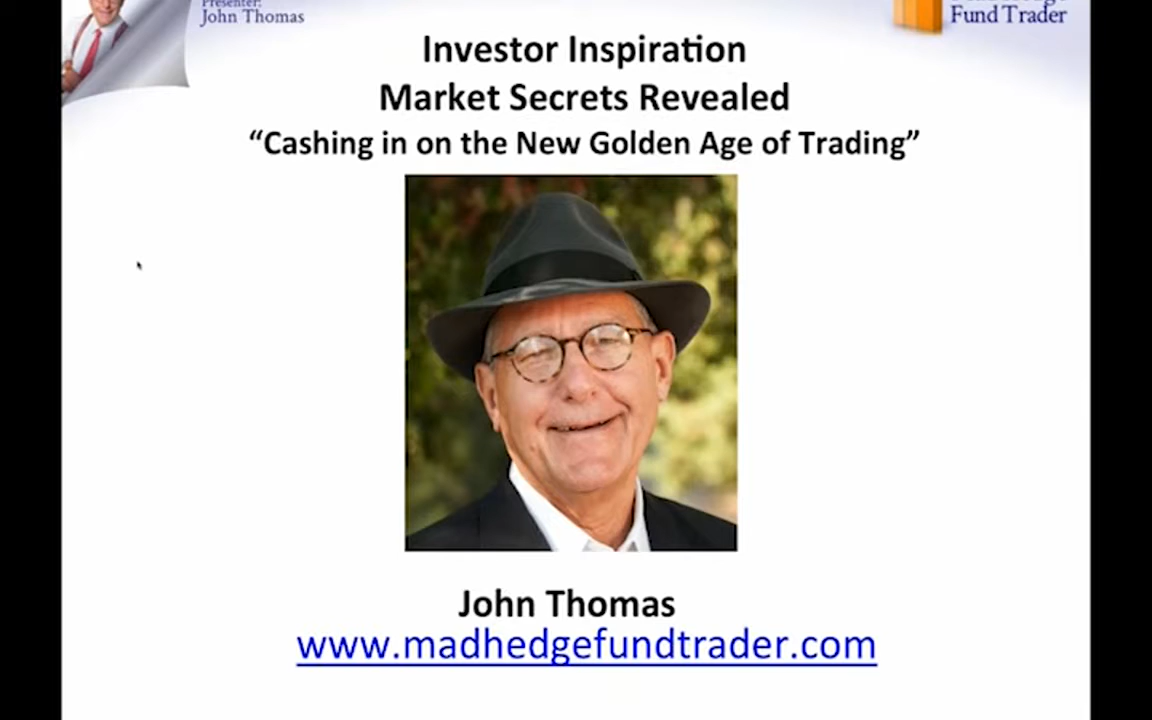 Presenter:
John Thomas
Fund Trader
Investor Inspiration
Market Secrets Revealed
“Cashing in on the New Golden Age of Trading”
John Thomas
www.madhedgefundtrader.com